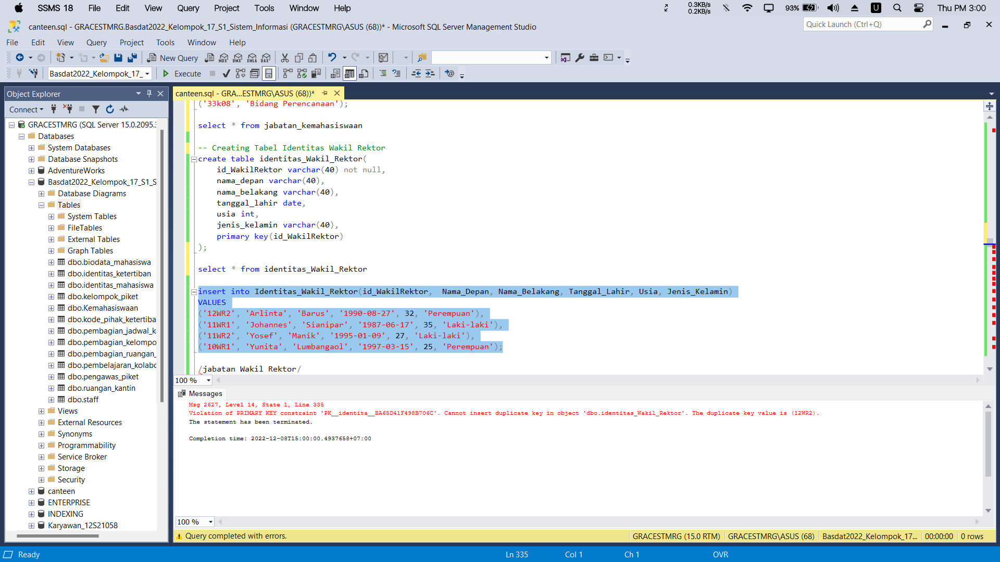 SSMS 18 File Edit View Query Project Tools Window Help 0.3KB/s 0.2KB/s 93% U Thu PM 3:00
canteen.sql - GRACESTMRG.Basdat2022_Kelompok_17_S1_Sistem_Informasi (GRACESTMRG\ASUS (68))* - Microsoft SQL Server Management Studio
Quick Launch (Ctrl+Q)
File Edit View Query Project Tools Window Help
New Query MDX DMX XMLA DAX
Basdat2022_Kelompok_17_ Execute
Object Explorer
Connect
GRACESTMRG (SQL Server 15.0.2095.3
Databases
System Databases
Database Snapshots
AdventureWorks
Basdat2022_Kelompok_17_S1_S
Database Diagrams
Tables
System Tables
FileTables
External Tables
Graph Tables
dbo.biodata_mahasiswa
dbo.identitas_ketertiban
dbo.identitas_mahasiswa
dbo.kelompok_piket
dbo.Kemahasiswaan
dbo.kode_pihak_ketertiba
dbo.pembagian_jadwal_k
dbo.pembagian_kelompo
dbo.pembagian_ruangan_
dbo.pembelajaran_kolabo
dbo.pengawas_piket
dbo.ruangan_kantin
dbo.staff
Views
External Resources
Synonyms
Programmability
Service Broker
Storage
Security
canteen
ENTERPRISE
INDEXING
Karyawan_12S21058
canteen.sql - GRA...ESTMRG\ASUS (68))*
('33k08', 'Bidang Perencanaan');
select * from jabatan_kemahasiswaan
-- Creating Tabel Identitas Wakil Rektor
create table identitas_Wakil_Rektor(
id_WakilRektor varchar(40) not null,
nama_depan varchar(40),
nama_belakang varchar(40),
tanggal_lahir date,
usia int,
jenis_kelamin varchar(40),
primary key(id_WakilRektor)
);
select * from identitas_Wakil_Rektor
insert into Identitas_Wakil_Rektor(id_WakilRektor, Nama_Depan, Nama_Belakang, Tanggal_Lahir, Usia, Jenis_Kelamin)
VALUES
('12WR2', 'Arlinta', 'Barus', '1990-08-27', 32, 'Perempuan'),
('11WR1', 'Johannes', 'Sianipar', '1987-06-17', 35, 'Laki-laki'),
('11WR2', 'Yosef', 'Manik', '1995-01-09', 27, 'Laki-laki'),
('10WR1', 'Yunita', 'Lumbangaol', '1997-03-15', 25, 'Perempuan');
/jabatan Wakil Rektor/
100 %
Messages
Msg 2627, Level 14, State 1, Line 335
Violation of PRIMARY KEY constraint 'PK__identita__BA65D41F498B706C'. Cannot insert duplicate key in object 'dbo.identitas_Wakil_Rektor'. The duplicate key value is (12WR2).
The statement has been terminated.
Completion time: 2022-12-08T15:00:00.4937658+07:00
100 %
Query completed with errors. GRACESTMRG (15.0 RTM) GRACESTMRG\ASUS (68) Basdat2022_Kelompok_17... 00:00:00 0 rows
Ready Ln 335 Col 1 Ch 1 OVR